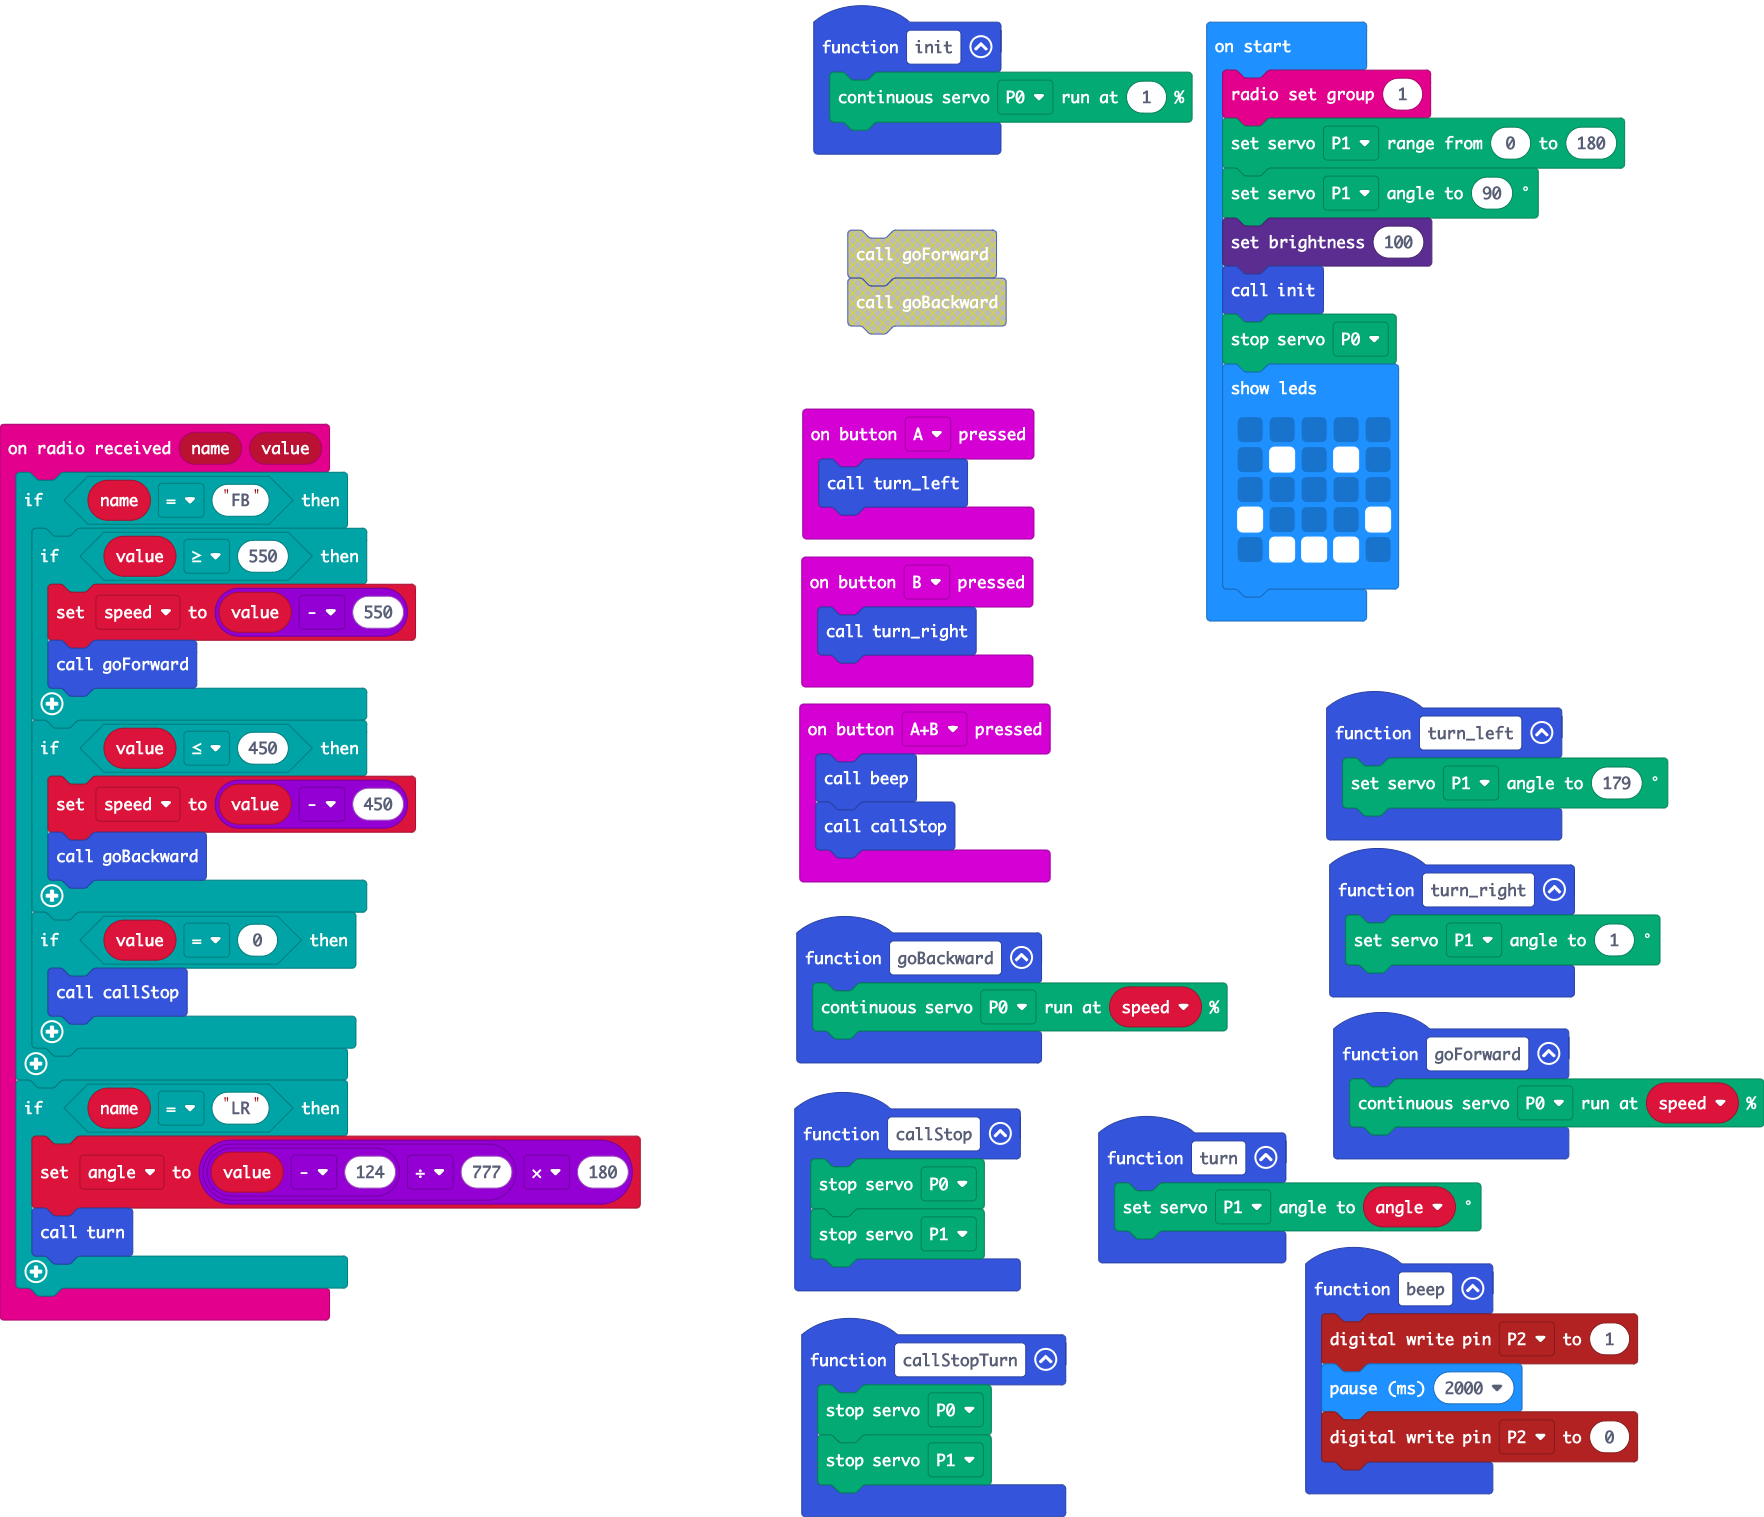 on radio received name value
if name = "FB" then
if value ≥ 550 then
set speed to value - 550
call goForward
if value ≤ 450 then
set speed to value - 450
call goBackward
if value = 0 then
call callStop
if name = "LR" then
set angle to value - 124 ÷ 777 × 180
call turn
function init
continuous servo P0 run at 1 %
call goForward
call goBackward
on button A pressed
call turn_left
on button B pressed
call turn_right
on button A+B pressed
call beep
call callStop
function goBackward
continuous servo P0 run at speed %
function callStop
stop servo P0
stop servo P1
function callStopTurn
stop servo P0
stop servo P1
on start
radio set group 1
set servo P1 range from 0 to 180
set servo P1 angle to 90 °
set brightness 100
call init
stop servo P0
show leds
function turn_left
set servo P1 angle to 179 °
function turn_right
set servo P1 angle to 1 °
function goForward
continuous servo P0 run at speed %
function turn
set servo P1 angle to angle °
function beep
digital write pin P2 to 1
pause (ms) 2000
digital write pin P2 to 0